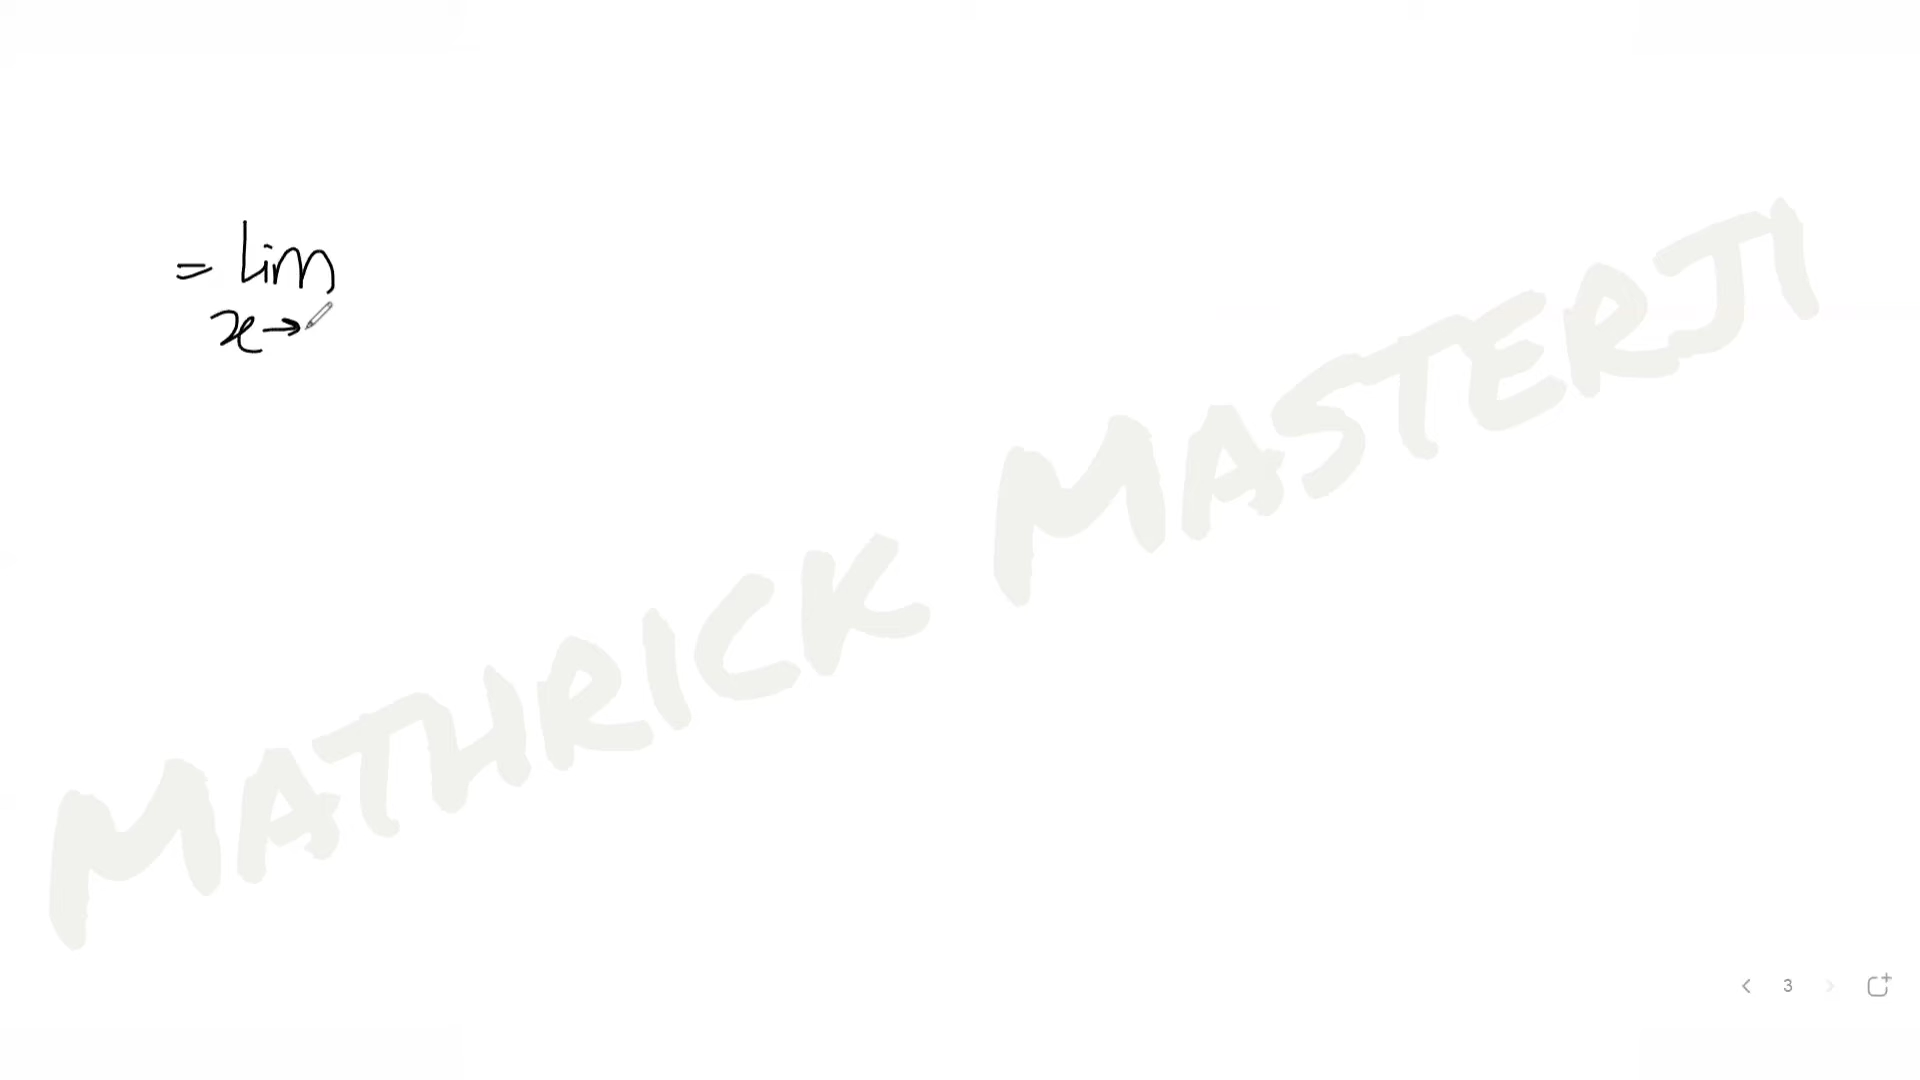 = lim
x →
MATHRICK MASTERJI
3